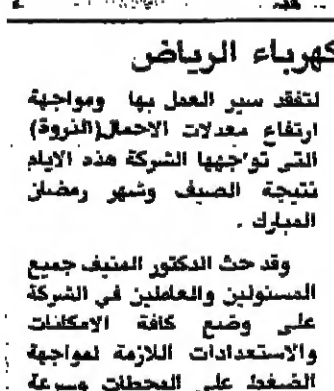 كهرباء الرياض
لتفقد سير العمل بها ومواجهة
ارتفاع معدلات الاحمال(الذروة)
التى تواجهها الشركة هذه الايام
نتيجة الصيف وشهر رمضان
المبارك .
وقد حث الدكتور المنيف جميع
المسئولين والعاملين في الشركة
على وضع كافة الامكانات
والاستعدادات اللازمة لمواجهة
الضغط على المحطات وسرعة